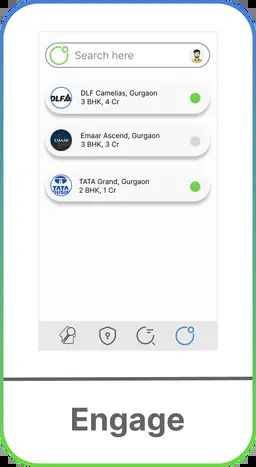 Search here
DLF
DLF Camelias, Gurgaon
3 BHK, 4 Cr
EMAAR
Emaar Ascend, Gurgaon
3 BHK, 3 Cr
TATA
TATA Grand, Gurgaon
2 BHK, 1 Cr
Engage